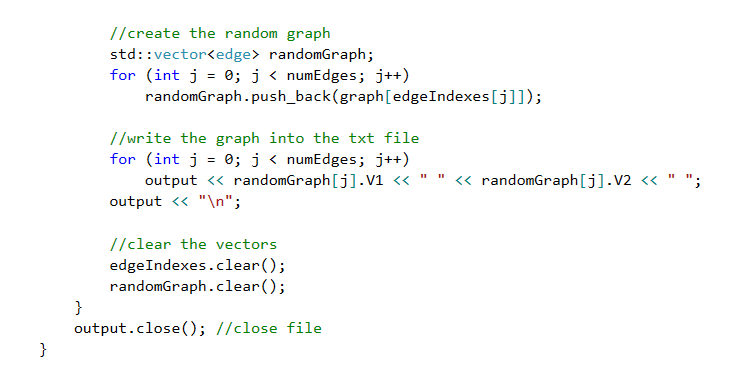 //create the random graph
std::vector<edge> randomGraph;
for (int j = 0; j < numEdges; j++)
randomGraph.push_back(graph[edgeIndexes[j]]);
//write the graph into the txt file
for (int j = 0; j < numEdges; j++)
output << randomGraph[j].V1 << " " << randomGraph[j].V2 << " ";
output << "\n";
//clear the vectors
edgeIndexes.clear();
randomGraph.clear();
}
output.close(); //close file
}